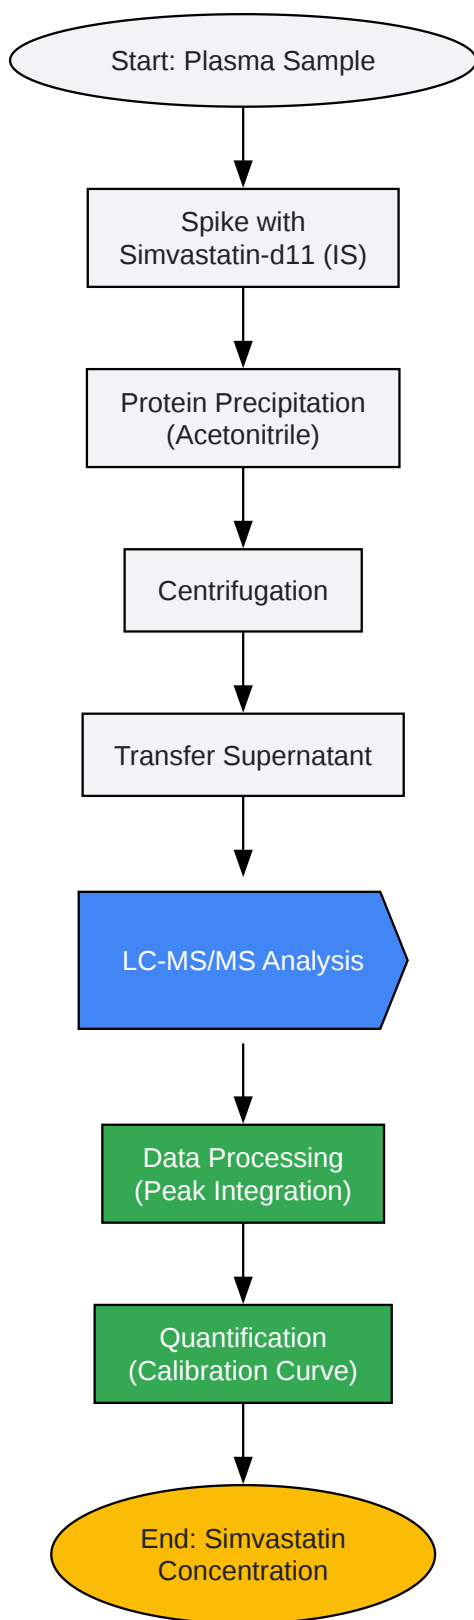 Start: Plasma Sample
Spike with
Simvastatin-d11 (IS)
Protein Precipitation
(Acetonitrile)
Centrifugation
Transfer Supernatant
LC-MS/MS Analysis
Data Processing
(Peak Integration)
Quantification
(Calibration Curve)
End: Simvastatin
Concentration